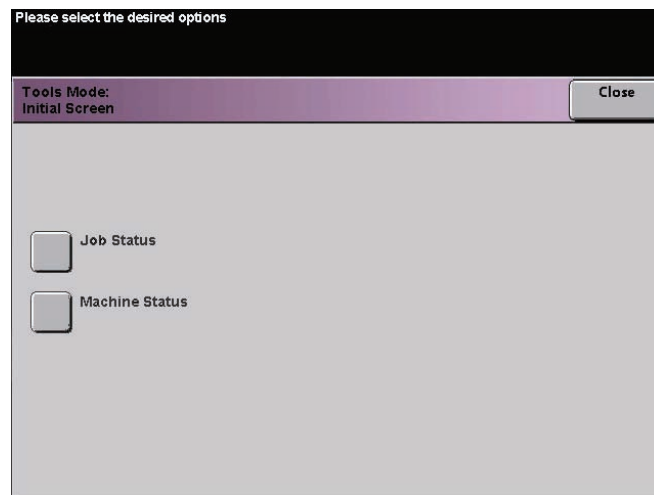 Please select the desired options
Tools Mode:
Initial Screen
Close
Job Status
Machine Status